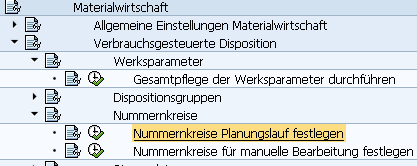 Materialwirtschaft
Allgemeine Einstellungen Materialwirtschaft
Verbrauchsgesteuerte Disposition
Werksparameter
Gesamtpflege der Werksparameter durchführen
Dispositionsgruppen
Nummernkreise
Nummernkreise Planungslauf festlegen
Nummernkreise für manuelle Bearbeitung festlegen